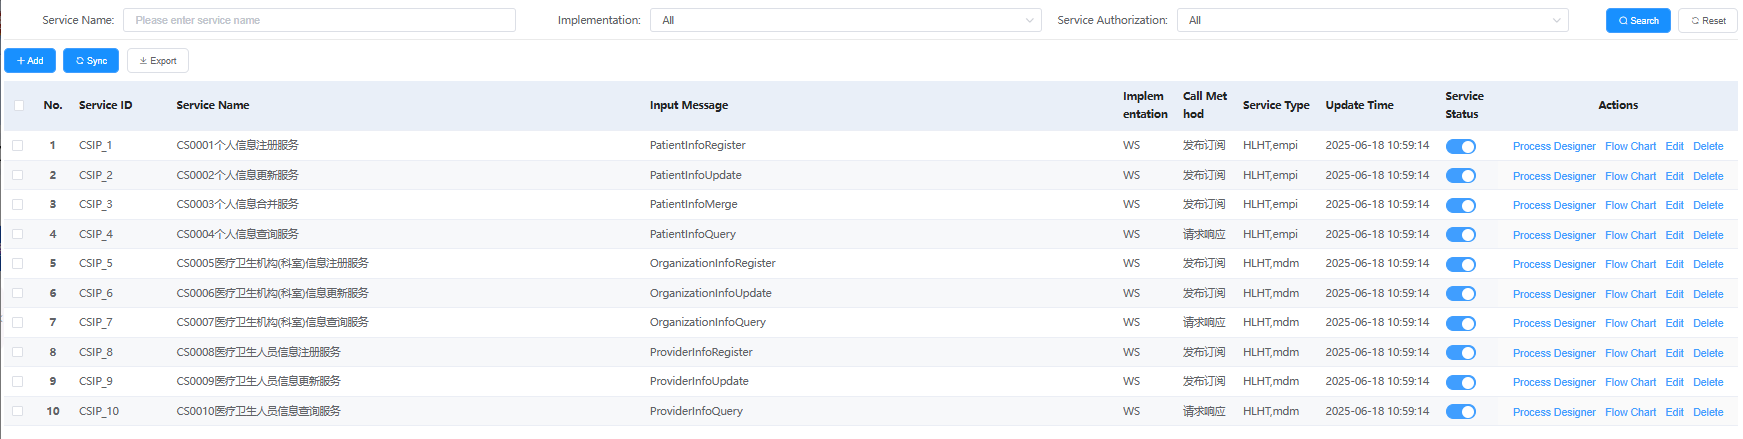 Service Name: Please enter service name Implementation: All Service Authorization: All Search Reset
Add Sync Export
No. Service ID Service Name Input Message Implem entation Call Met hod Service Type Update Time Service Status Actions
1 CSIP_1 CS0001个人信息注册服务 PatientInfoRegister WS 发布订阅 HLHT,empi 2025-06-18 10:59:14 Process Designer Flow Chart Edit Delete
2 CSIP_2 CS0002个人信息更新服务 PatientInfoUpdate WS 发布订阅 HLHT,empi 2025-06-18 10:59:14 Process Designer Flow Chart Edit Delete
3 CSIP_3 CS0003个人信息合并服务 PatientInfoMerge WS 发布订阅 HLHT,empi 2025-06-18 10:59:14 Process Designer Flow Chart Edit Delete
4 CSIP_4 CS0004个人信息查询服务 PatientInfoQuery WS 请求响应 HLHT,empi 2025-06-18 10:59:14 Process Designer Flow Chart Edit Delete
5 CSIP_5 CS0005医疗卫生机构(科室)信息注册服务 OrganizationInfoRegister WS 发布订阅 HLHT,mdm 2025-06-18 10:59:14 Process Designer Flow Chart Edit Delete
6 CSIP_6 CS0006医疗卫生机构(科室)信息更新服务 OrganizationInfoUpdate WS 发布订阅 HLHT,mdm 2025-06-18 10:59:14 Process Designer Flow Chart Edit Delete
7 CSIP_7 CS0007医疗卫生机构(科室)信息查询服务 OrganizationInfoQuery WS 请求响应 HLHT,mdm 2025-06-18 10:59:14 Process Designer Flow Chart Edit Delete
8 CSIP_8 CS0008医疗卫生人员信息注册服务 ProviderInfoRegister WS 发布订阅 HLHT,mdm 2025-06-18 10:59:14 Process Designer Flow Chart Edit Delete
9 CSIP_9 CS0009医疗卫生人员信息更新服务 ProviderInfoUpdate WS 发布订阅 HLHT,mdm 2025-06-18 10:59:14 Process Designer Flow Chart Edit Delete
10 CSIP_10 CS0010医疗卫生人员信息查询服务 ProviderInfoQuery WS 请求响应 HLHT,mdm 2025-06-18 10:59:14 Process Designer Flow Chart Edit Delete